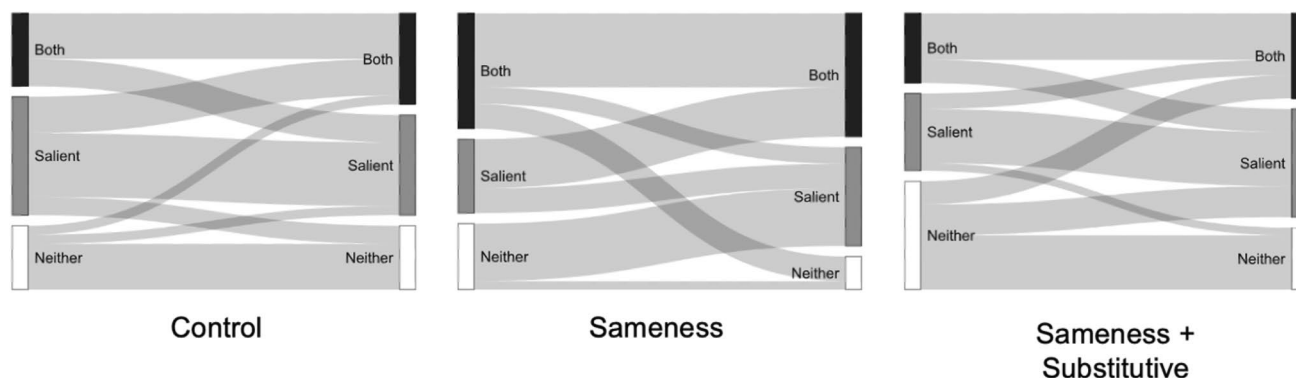 Both
Both
Salient
Salient
Neither
Neither
Control
Both
Both
Salient
Salient
Neither
Neither
Sameness
Both
Both
Salient
Salient
Neither
Neither
Sameness +
Substitutive